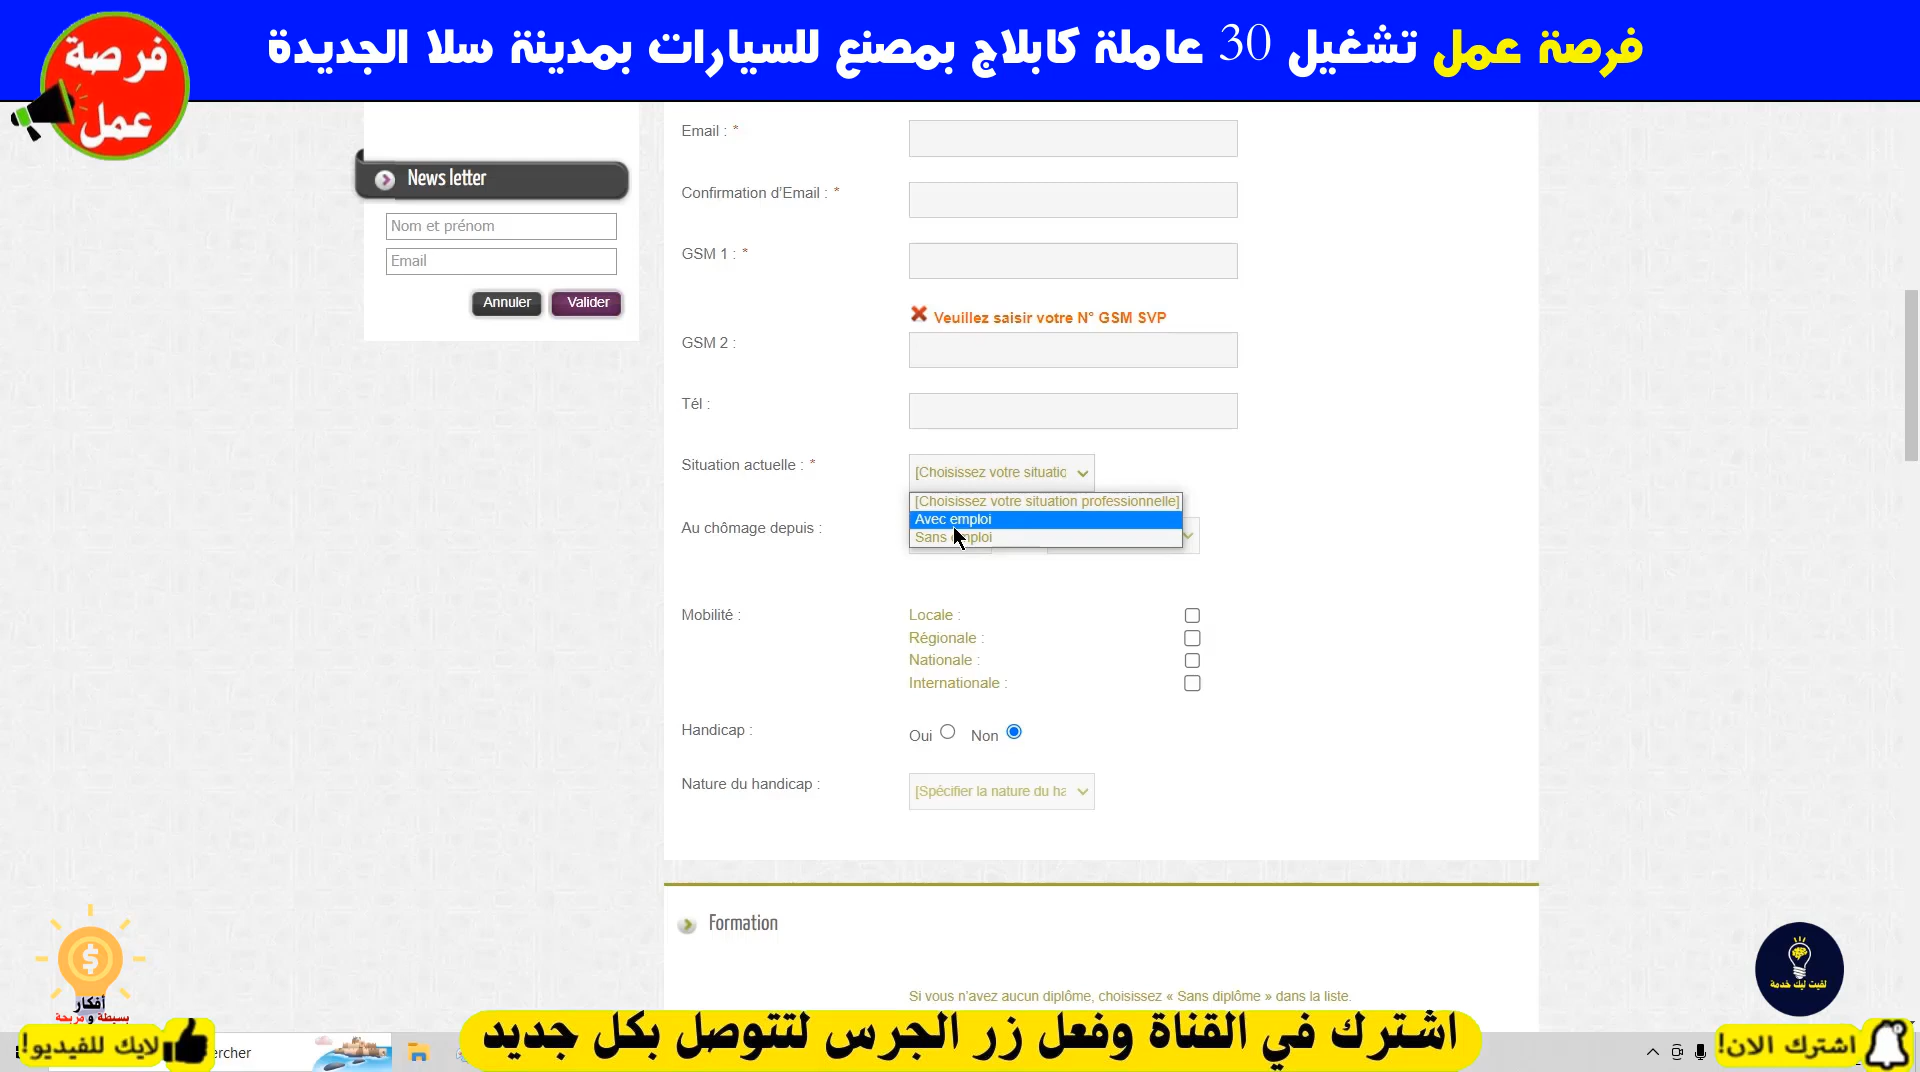 فرصة عمل تشغيل 30 عاملة كابلاج بمصنع للسيارات بمدينة سلا الجديدة
فرصة
عمل
News letter
Nom et prénom
Email
Annuler
Valider
Email : *
Confirmation d'Email : *
GSM 1 : *
Veuillez saisir votre N° GSM SVP
GSM 2 :
Tél :
Situation actuelle : *
[Choisissez votre situatio
[Choisissez votre situation professionnelle]
Avec emploi
Sans emploi
Au chômage depuis :
Mobilité :
Locale :
Régionale :
Nationale :
Internationale :
Handicap :
Oui
Non
Nature du handicap :
[Spécifier la nature du ha
Formation
Si vous n'avez aucun diplôme, choisissez « Sans diplôme » dans la liste.
أفكار
بسيطة و مربحة
لقيت ليك خدمة
لايك للفيديو!
ercher
اشترك في القناة وفعل زر الجرس لتتوصل بكل جديد
اشترك الان!